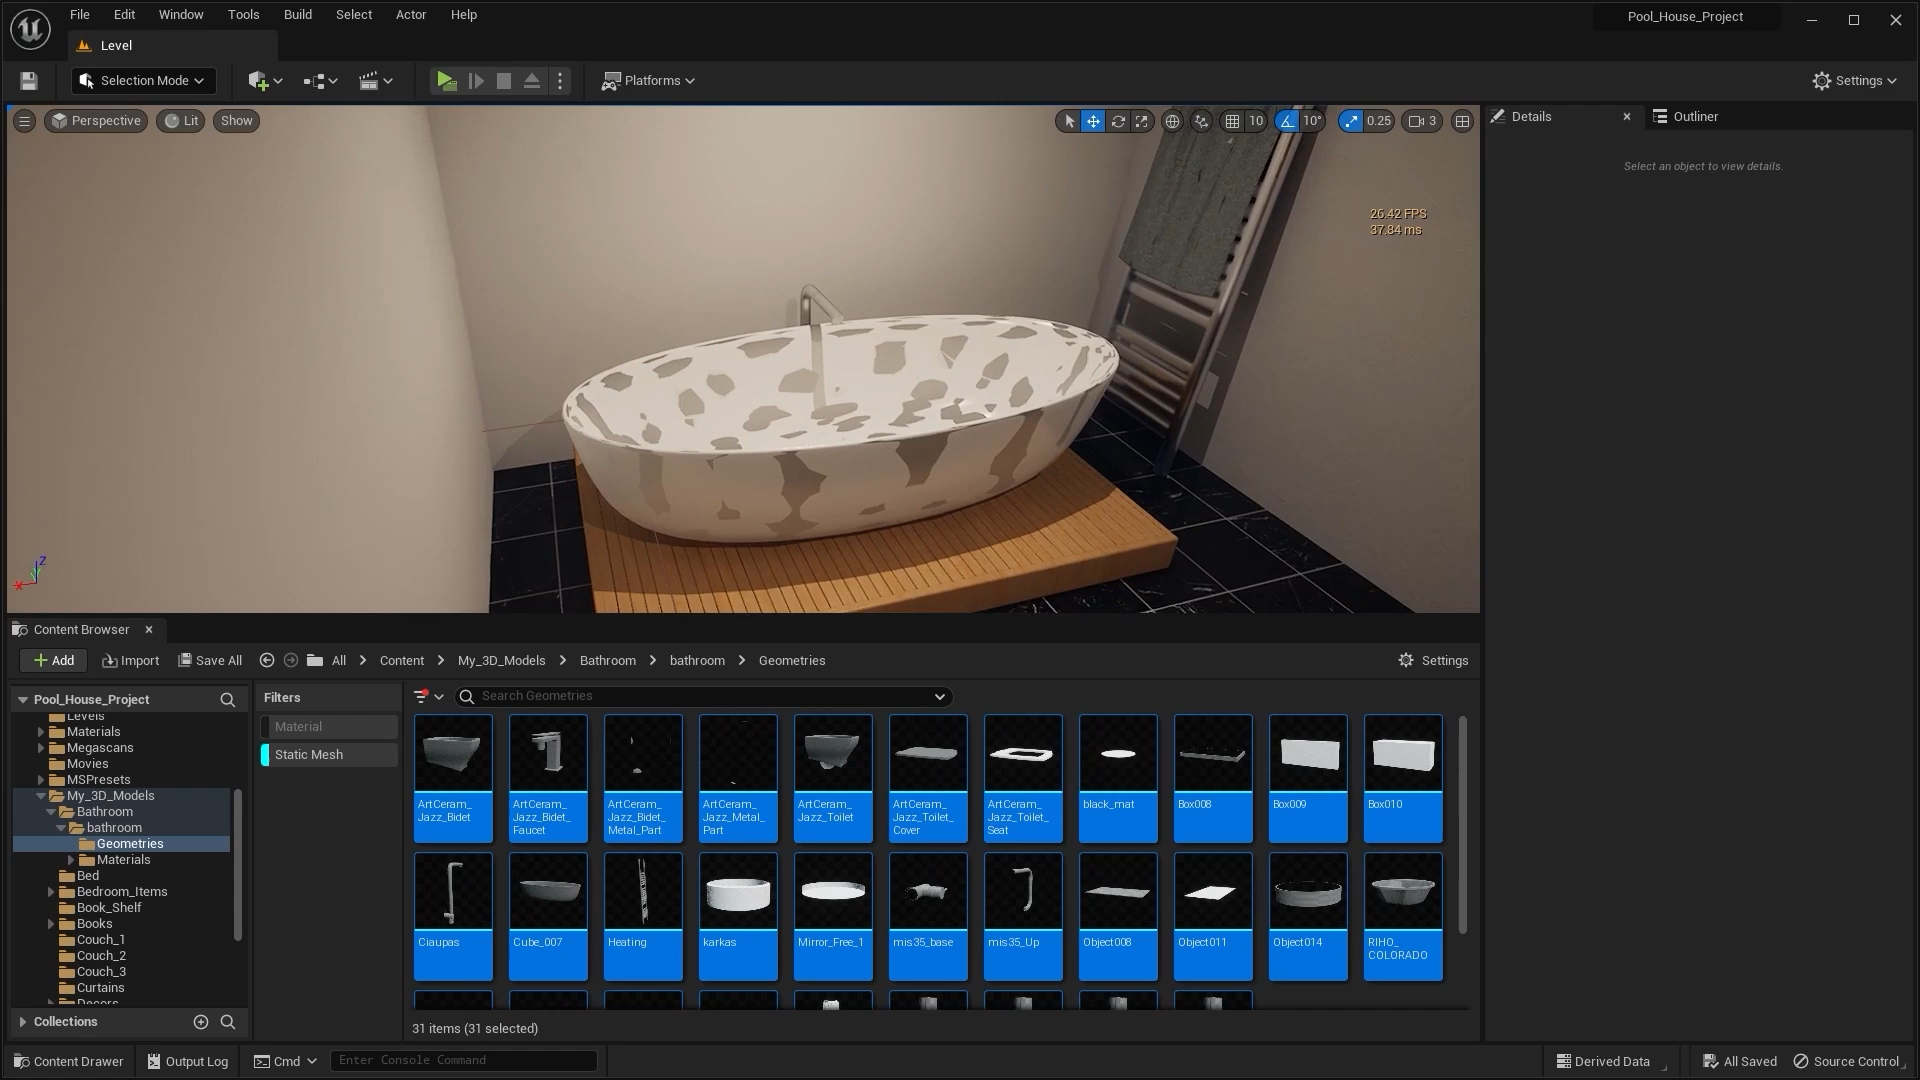 File Edit Window Tools Build Select Actor Help
Pool_House_Project
Level
Selection Mode
Platforms
Settings
Perspective
Lit
Show
10
10°
0.25
3
26.42 FPS
37.84 ms
Details
Outliner
Select an object to view details.
Z
X
Content Browser
Add
Import
Save All
All
Content
My_3D_Models
Bathroom
bathroom
Geometries
Settings
Pool_House_Project
Levels
Materials
Megascans
Movies
MSPresets
My_3D_Models
Bathroom
bathroom
Geometries
Materials
Bed
Bedroom_Items
Book_Shelf
Books
Couch_1
Couch_2
Couch_3
Curtains
Decors
Collections
Filters
Material
Static Mesh
Search Geometries
ArtCeram_
Jazz_Bidet
ArtCeram_
Jazz_Bidet_
Faucet
ArtCeram_
Jazz_Bidet_
Metal_Part
ArtCeram_
Jazz_Metal_
Part
ArtCeram_
Jazz_Toilet
ArtCeram_
Jazz_Toilet_
Cover
ArtCeram_
Jazz_Toilet_
Seat
black_mat
Box008
Box009
Box010
Ciaupas
Cube_007
Heating
karkas
Mirror_Free_1
mis35_base
mis35_Up
Object008
Object011
Object014
RIHO_
COLORADO
31 items (31 selected)
Content Drawer
Output Log
Cmd
Enter Console Command
Derived Data
All Saved
Source Control